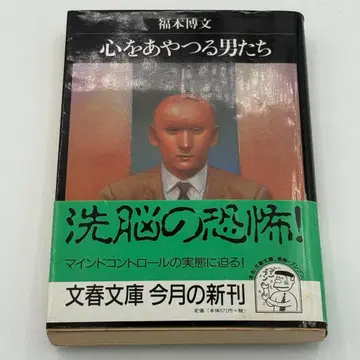 福本博文
心をあやつる男たち
洗脳の恐怖!
マインドコントロールの実態に迫る!
文春文庫 今月の新刊